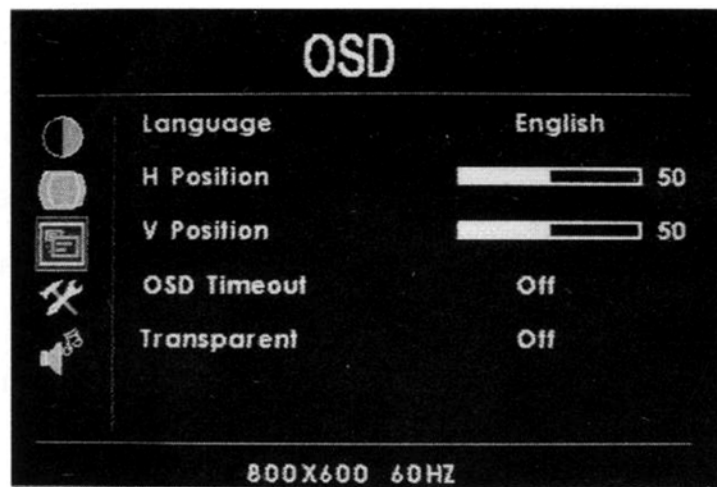 OSD
Language English
H Position 50
V Position 50
OSD Timeout Off
Transparent Off
800X600 60HZ